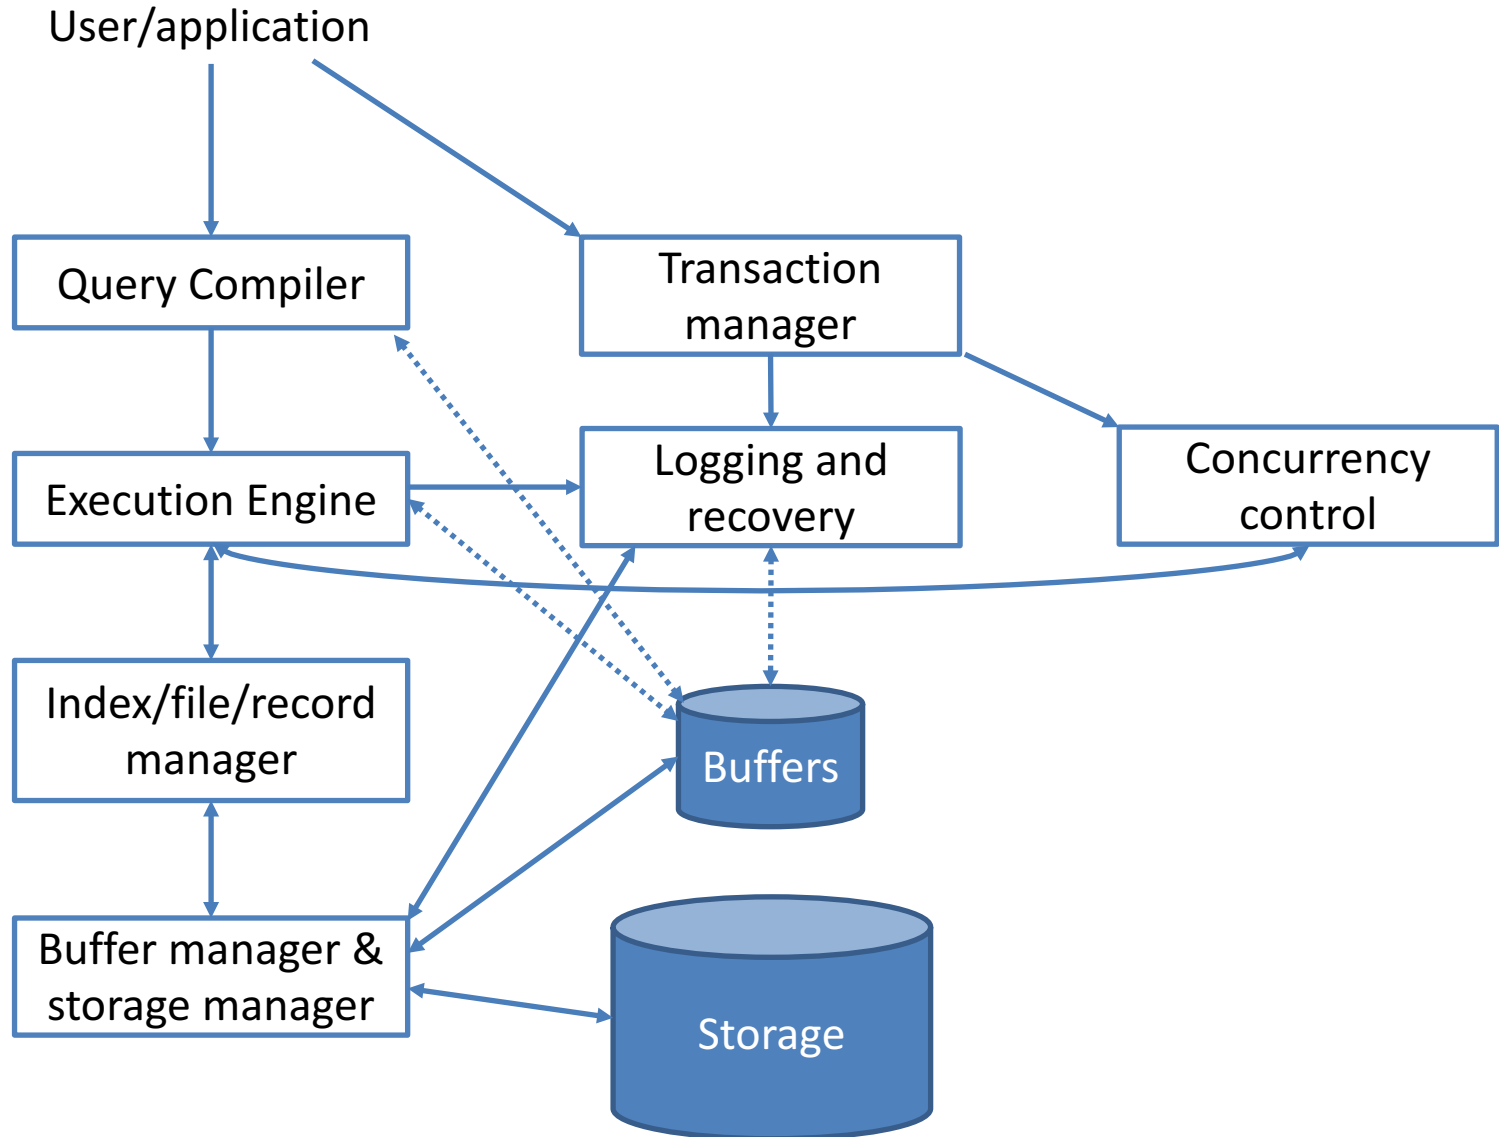 User/application
Query Compiler
Transaction
manager
Execution Engine
Logging and
recovery
Concurrency
control
Index/file/record
manager
Buffers
Buffer manager &
storage manager
Storage